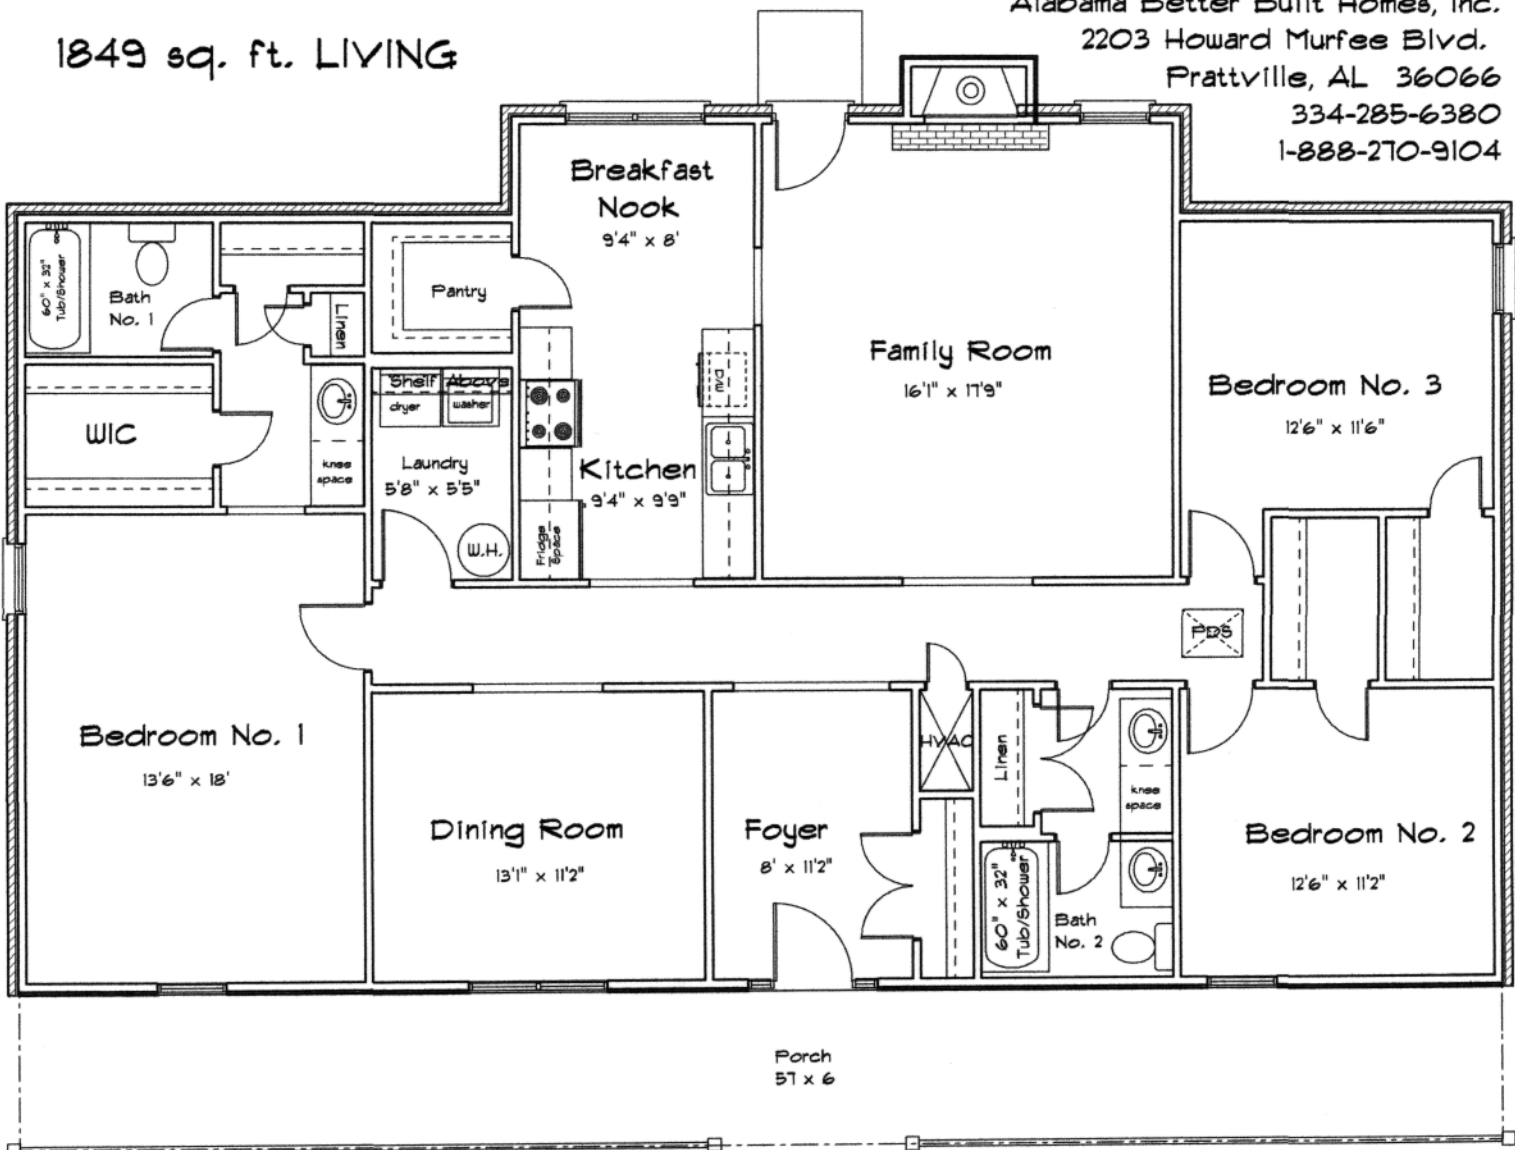 1849 sq. ft. LIVING
Alabama Better Built Homes, Inc.
2203 Howard Murfee Blvd.
Prattville, AL 36066
334-285-6380
1-888-270-9104
Breakfast
Nook
9'4" x 8'
60" x 32"
Tub/Shower
Bath
No. 1
Linen
Pantry
Family Room
16'1" x 17'9"
Bedroom No. 3
12'6" x 11'6"
WIC
knee
space
Shelf Above
dryer
washer
Laundry
5'8" x 5'5"
W.H.
D/W
Kitchen
9'4" x 9'9"
Fridge
Space
PDS
Bedroom No. 1
13'6" x 18'
Dining Room
13'1" x 11'2"
Foyer
8' x 11'2"
HVAC
Linen
knee
space
60" x 32"
Tub/Shower
Bath
No. 2
Bedroom No. 2
12'6" x 11'2"
Porch
57 x 6